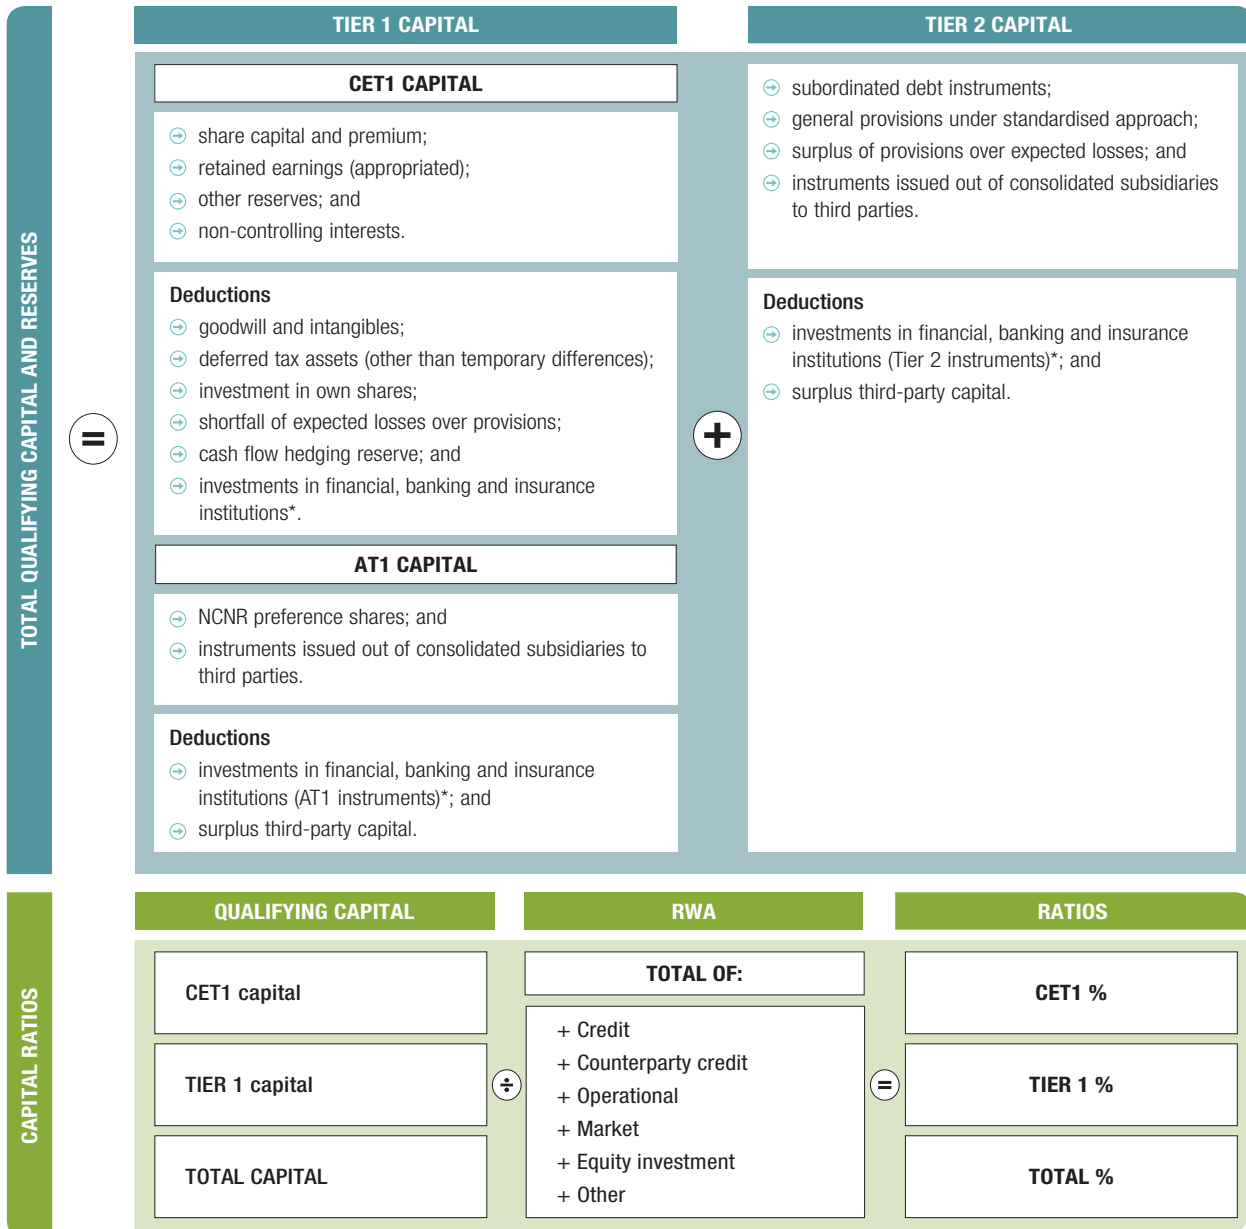 TOTAL QUALIFYING CAPITAL AND RESERVES
TIER 1 CAPITAL
CET1 CAPITAL
share capital and premium;
retained earnings (appropriated);
other reserves; and
non-controlling interests.
Deductions
goodwill and intangibles;
deferred tax assets (other than temporary differences);
investment in own shares;
shortfall of expected losses over provisions;
cash flow hedging reserve; and
investments in financial, banking and insurance
institutions*.
AT1 CAPITAL
NCNR preference shares; and
instruments issued out of consolidated subsidiaries to
third parties.
Deductions
investments in financial, banking and insurance
institutions (AT1 instruments)*; and
surplus third-party capital.
TIER 2 CAPITAL
subordinated debt instruments;
general provisions under standardised approach;
surplus of provisions over expected losses; and
instruments issued out of consolidated subsidiaries
to third parties.
Deductions
investments in financial, banking and insurance
institutions (Tier 2 instruments)*; and
surplus third-party capital.
=
+
CAPITAL RATIOS
QUALIFYING CAPITAL
CET1 capital
TIER 1 capital
TOTAL CAPITAL
÷
RWA
TOTAL OF:
+ Credit
+ Counterparty credit
+ Operational
+ Market
+ Equity investment
+ Other
=
RATIOS
CET1 %
TIER 1 %
TOTAL %